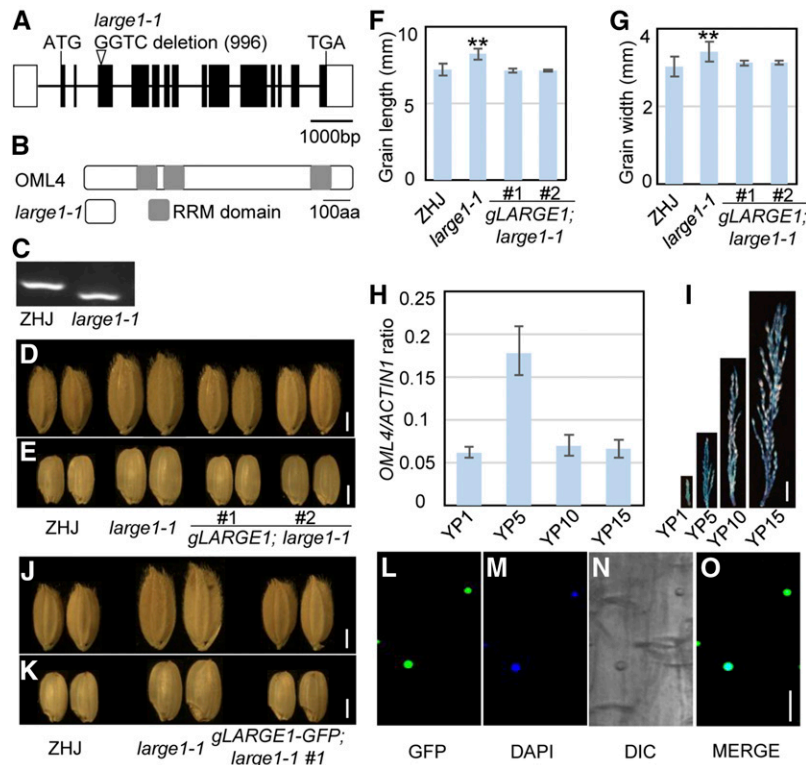 A
large1-1
ATG GGTC deletion (996) TGA
1000bp
B
OML4
large1-1 RRM domain 100aa
C
ZHJ large1-1
D
E
ZHJ large1-1 #1 #2
gLARGE1; large1-1
F
Grain length (mm)
10
5
0
ZHJ large1-1 #1 #2
gLARGE1;
large1-1
**
G
Grain width (mm)
6
3
0
ZHJ large1-1 #1 #2
gLARGE1;
large1-1
**
H
OML4/ACTIN1 ratio
0.25
0.2
0.15
0.1
0.05
0
YP1 YP5 YP10 YP15
I
YP1 YP5 YP10 YP15
J
K
ZHJ large1-1 gLARGE1-GFP;
large1-1 #1
L M N O
GFP DAPI DIC MERGE